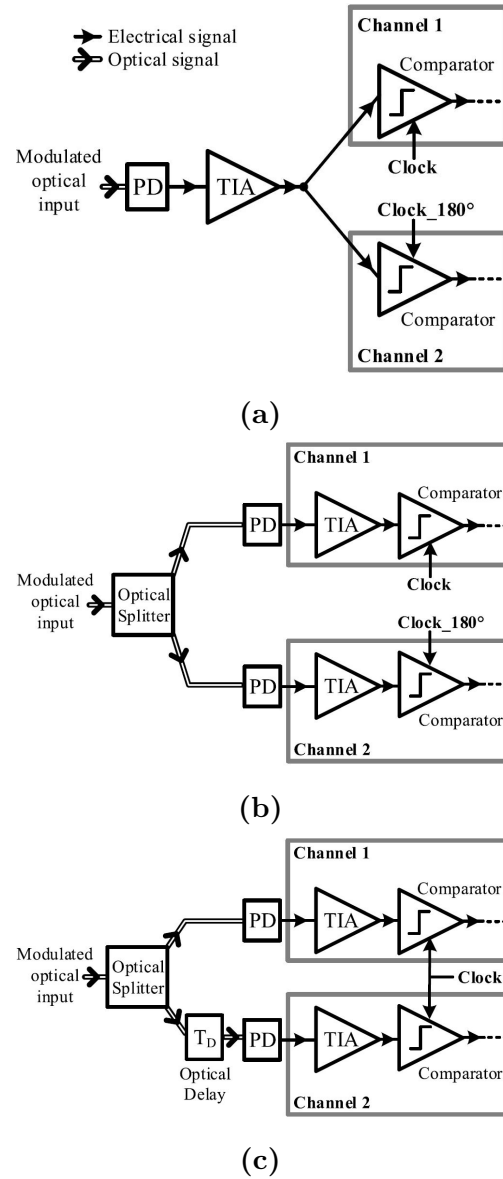 Electrical signal
Optical signal
Channel 1
Comparator
Clock
Modulated
optical
input
PD
TIA
Clock_180°
Comparator
Channel 2
(a)
Channel 1
Comparator
PD
TIA
Clock
Modulated
optical
input
Optical
Splitter
Clock_180°
PD
TIA
Comparator
Channel 2
(b)
Channel 1
Comparator
PD
TIA
Modulated
optical
input
Optical
Splitter
Clock
TD
PD
TIA
Optical
Delay
Comparator
Channel 2
(c)